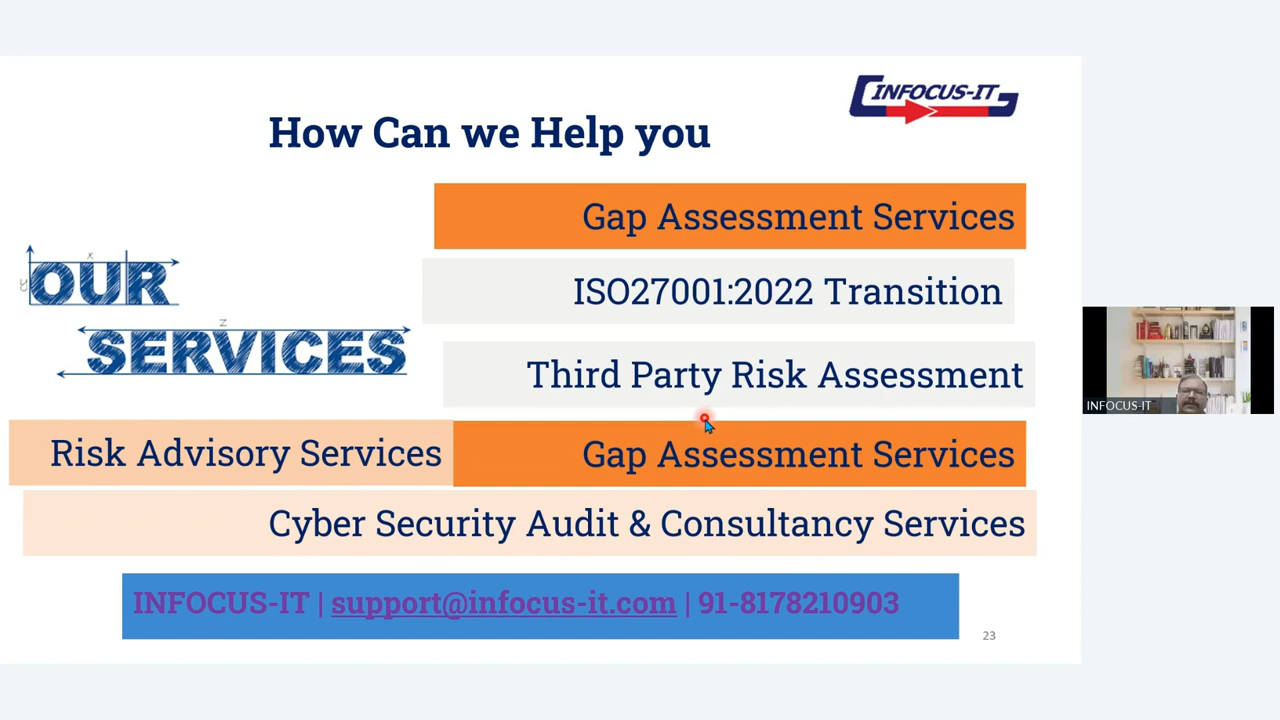 INFOCUS-IT
How Can we Help you
Gap Assessment Services
ISO27001:2022 Transition
x
y
OUR
z
SERVICES
Third Party Risk Assessment
Risk Advisory Services
Gap Assessment Services
Cyber Security Audit & Consultancy Services
INFOCUS-IT | support@infocus-it.com | 91-8178210903
23
INFOCUS-IT